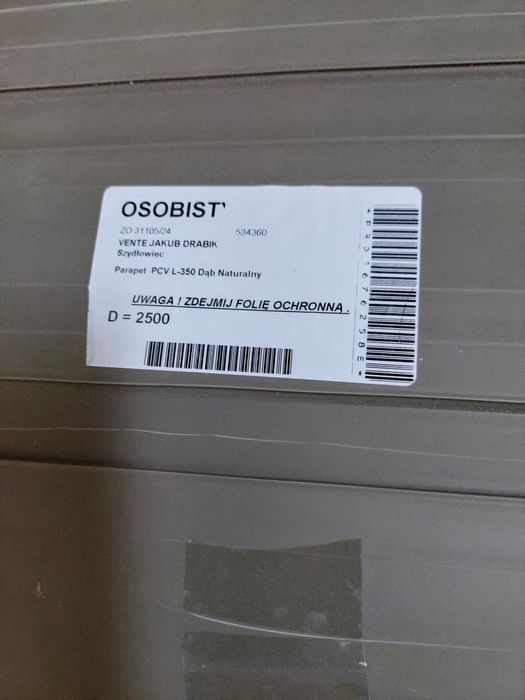 OSOBIST
ZO 31105/24 534360
VENTE JAKUB DRABIK
Szydłowiec
Parapet PCV L-350 Dąb Naturalny
UWAGA ! ZDEJMIJ FOLIĘ OCHRONNĄ .
D = 2500
*PAD1676258E*